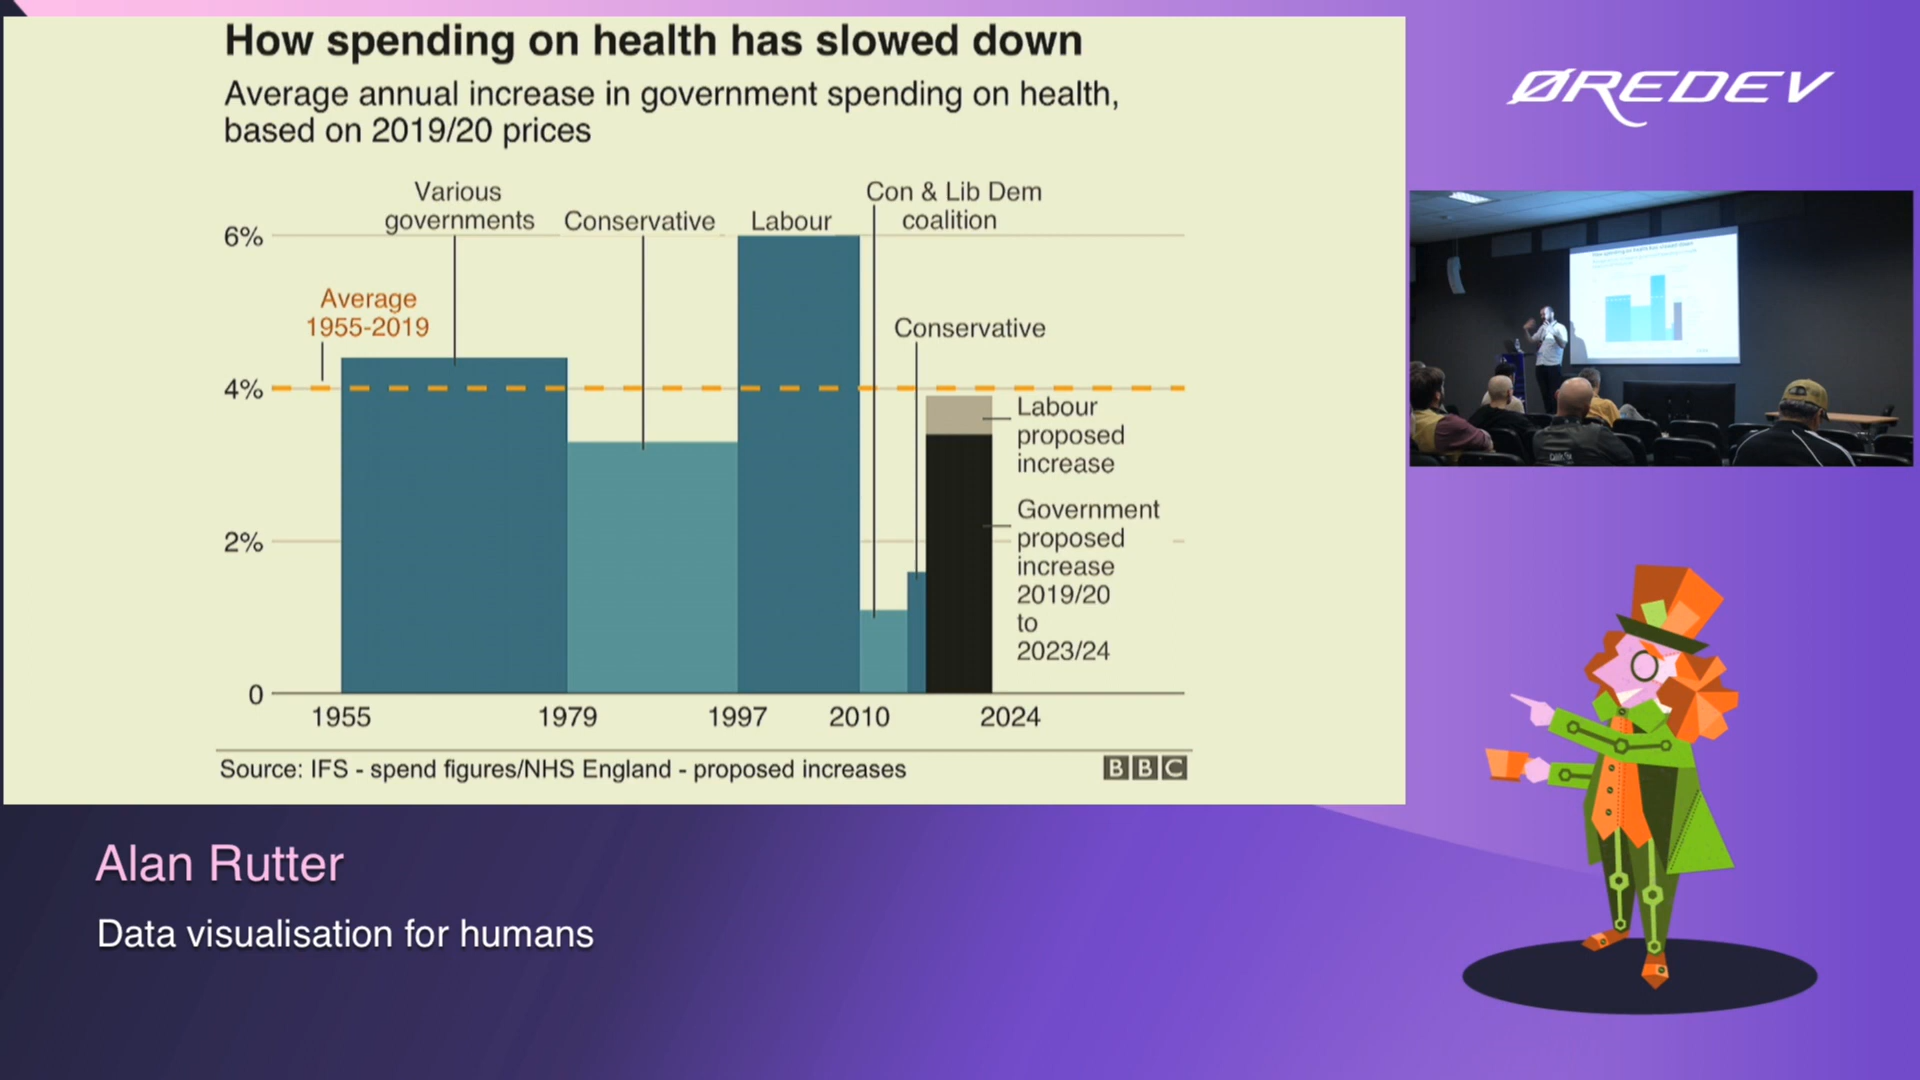 How spending on health has slowed down
Average annual increase in government spending on health,
based on 2019/20 prices
Various
governments
Conservative
Labour
Con & Lib Dem
coalition
6%
Average
1955-2019
Conservative
4%
Labour
proposed
increase
Government
proposed
increase
2019/20
to
2023/24
2%
0
1955
1979
1997
2010
2024
Source: IFS - spend figures/NHS England - proposed increases
BBC
ØREDEV
Alan Rutter
Data visualisation for humans